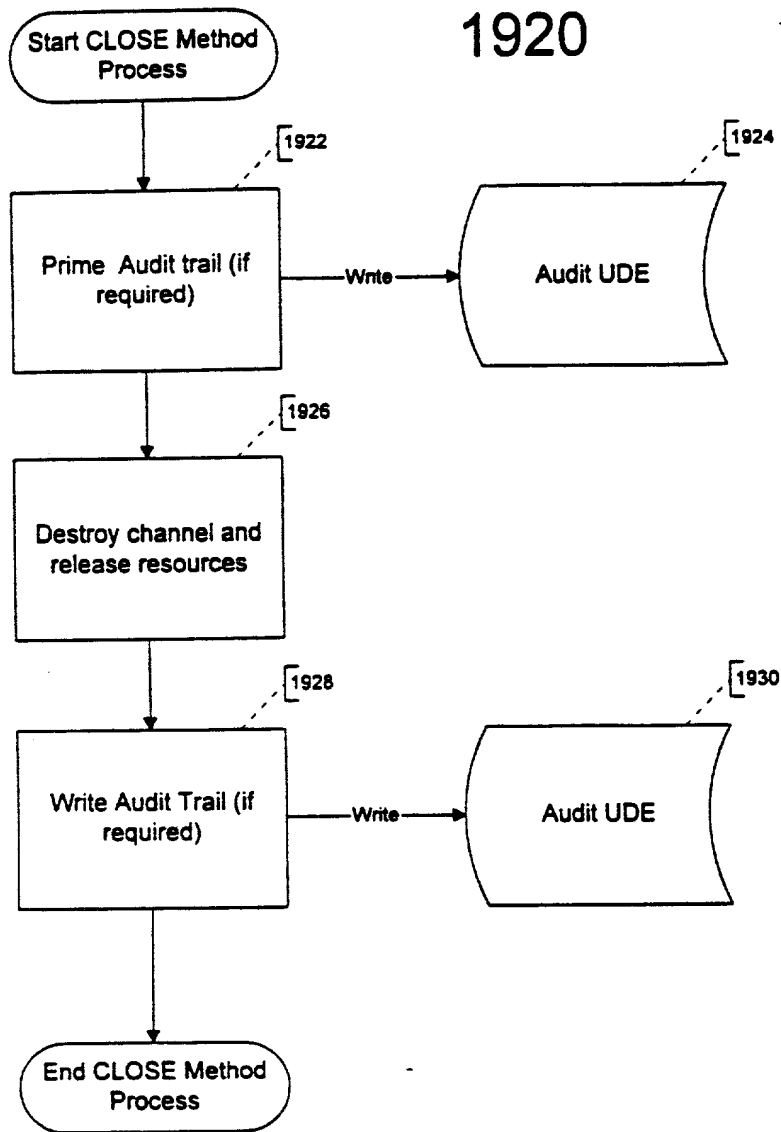 1920
Start CLOSE Method
Process
1922
1924
Prime Audit trail (if
required)
Write
Audit UDE
1926
Destroy channel and
release resources
1928
1930
Write Audit Trail (if
required)
Write
Audit UDE
End CLOSE Method
Process